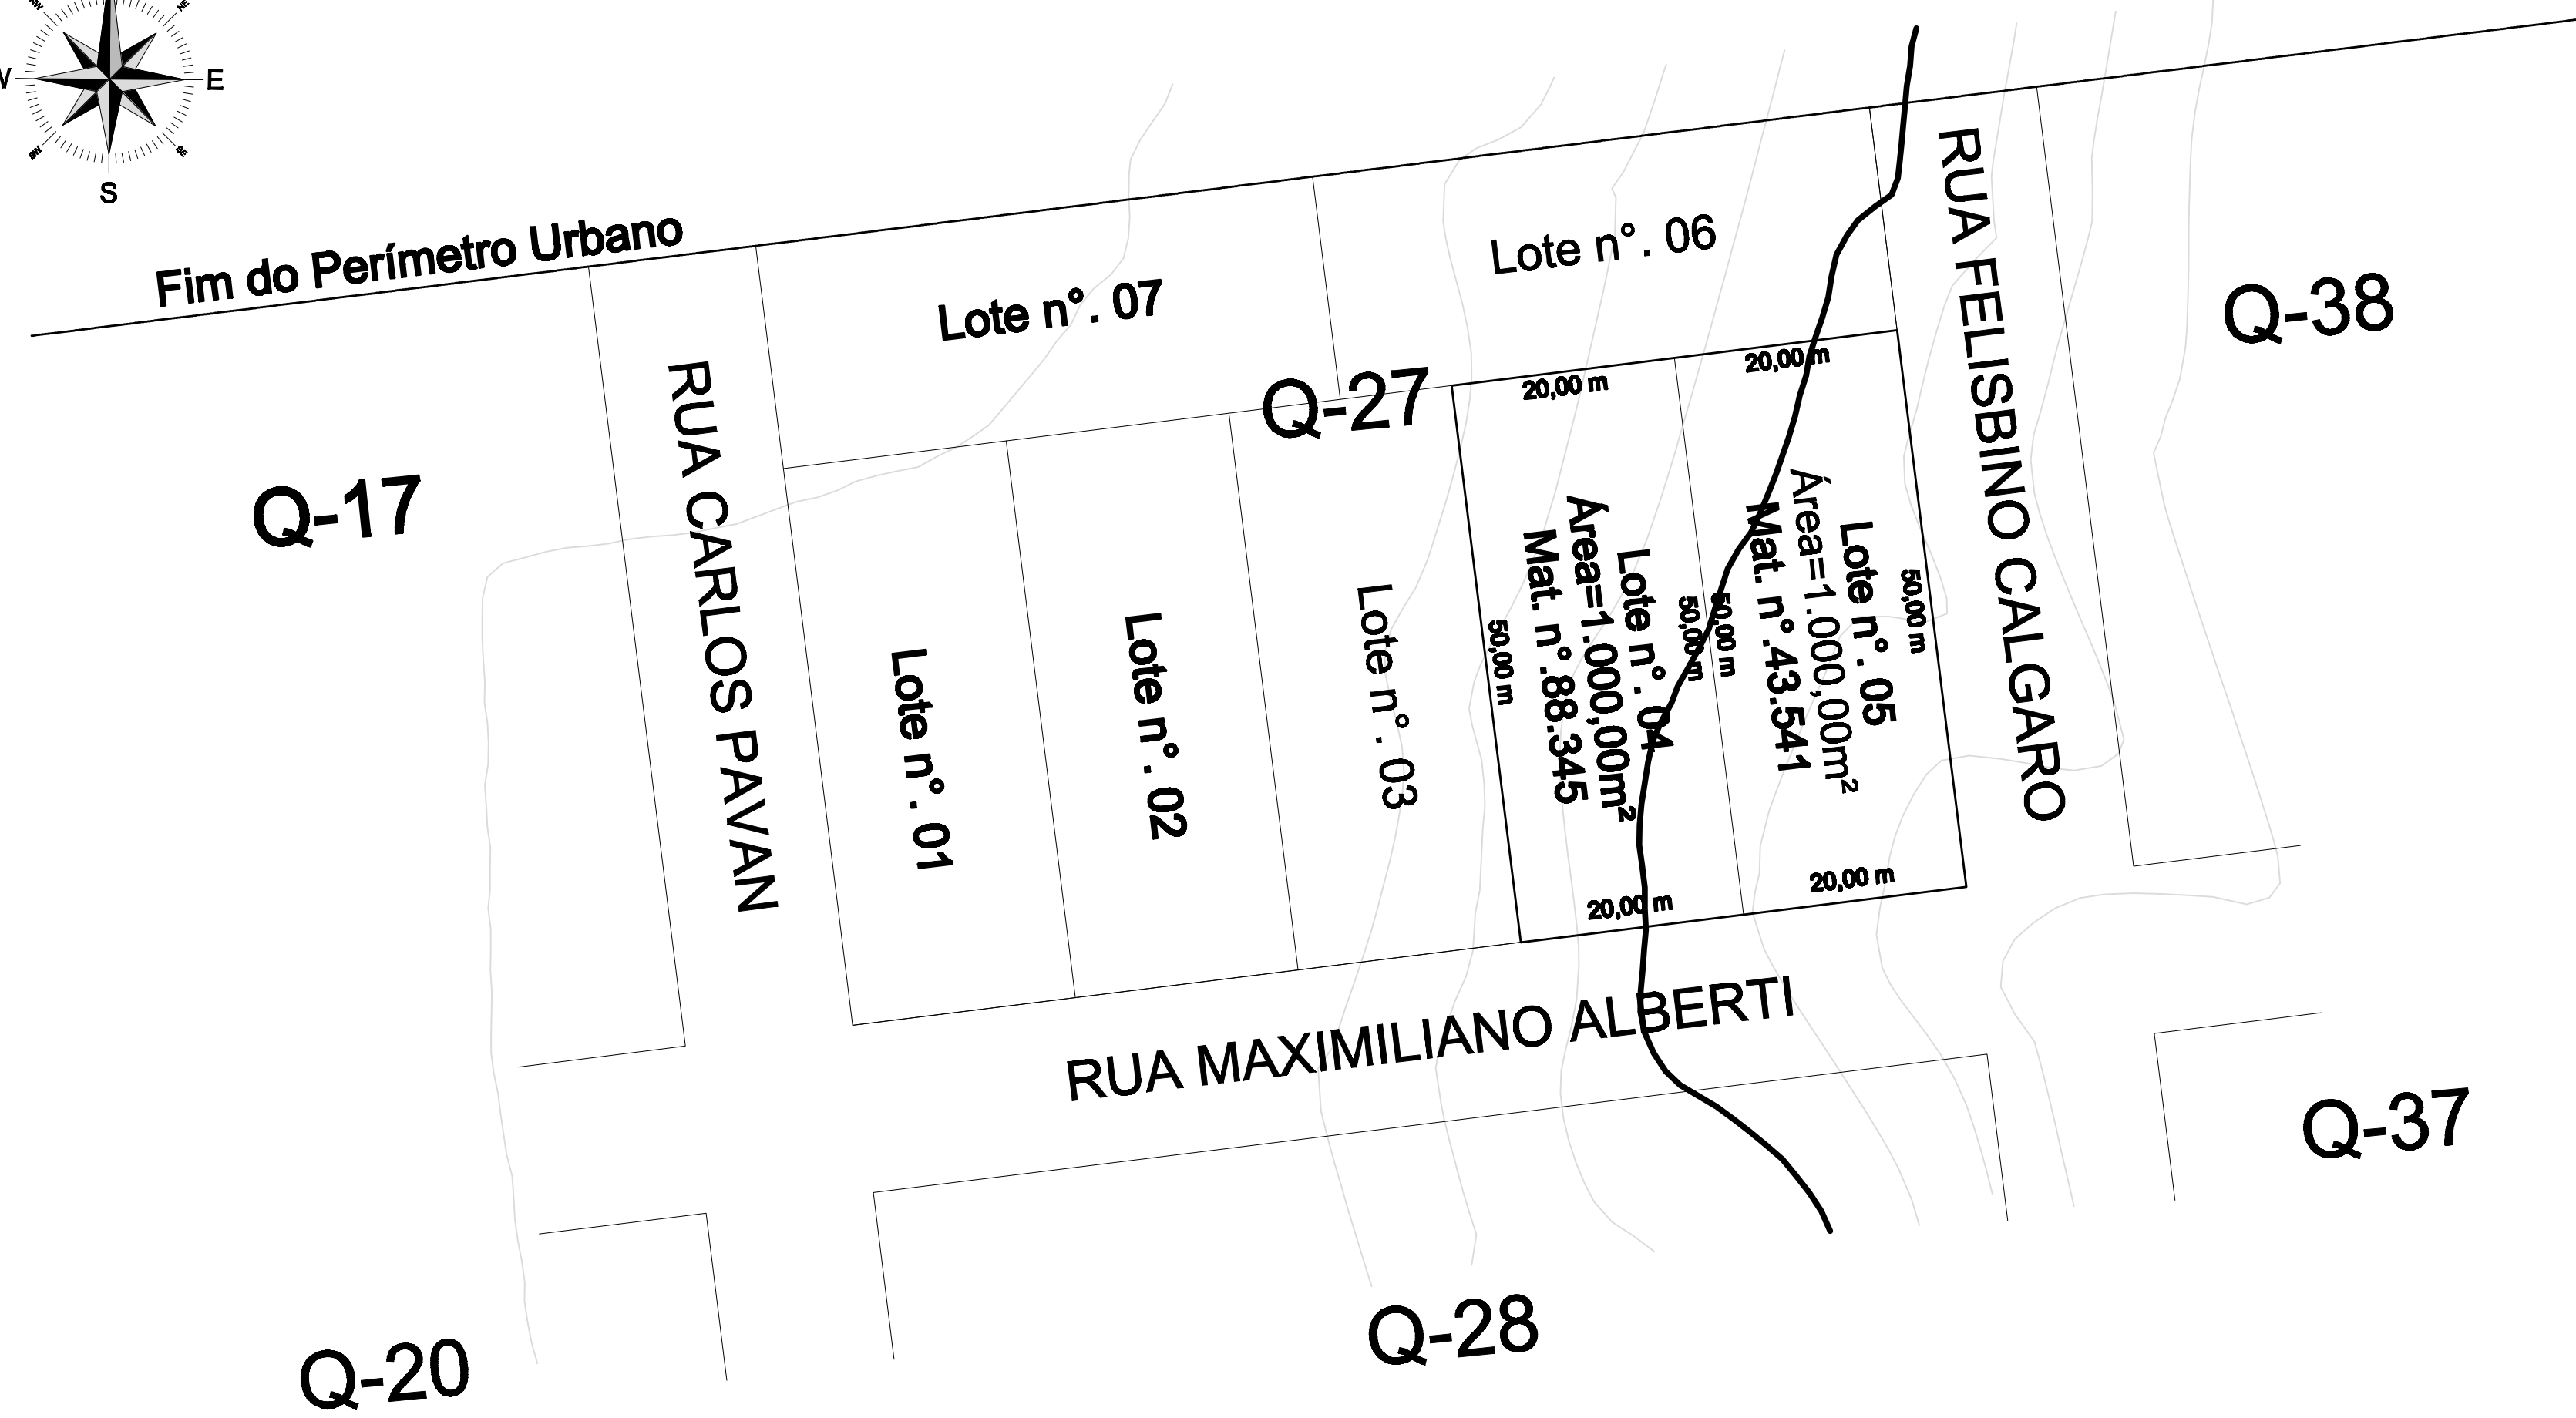 NE
W
E
SW
SE
S
Fim do Perímetro Urbano
Lote n°. 07
Lote n°. 06
RUA FELISBINO CALGARO
Q-38
Q-27
Q-17
RUA CARLOS PAVAN
Lote n°. 01
Lote n°. 02
Lote n°. 03
20,00 m
50,00 m
Lote n°. 04
Área=1.000,00m²
Mat. n°.88.345
50,00 m
20,00 m
20,00 m
50,00 m
Lote n°. 05
Área=1.000,00m²
Mat. n°.43.541
50,00 m
20,00 m
RUA MAXIMILIANO ALBERTI
Q-37
Q-28
Q-20